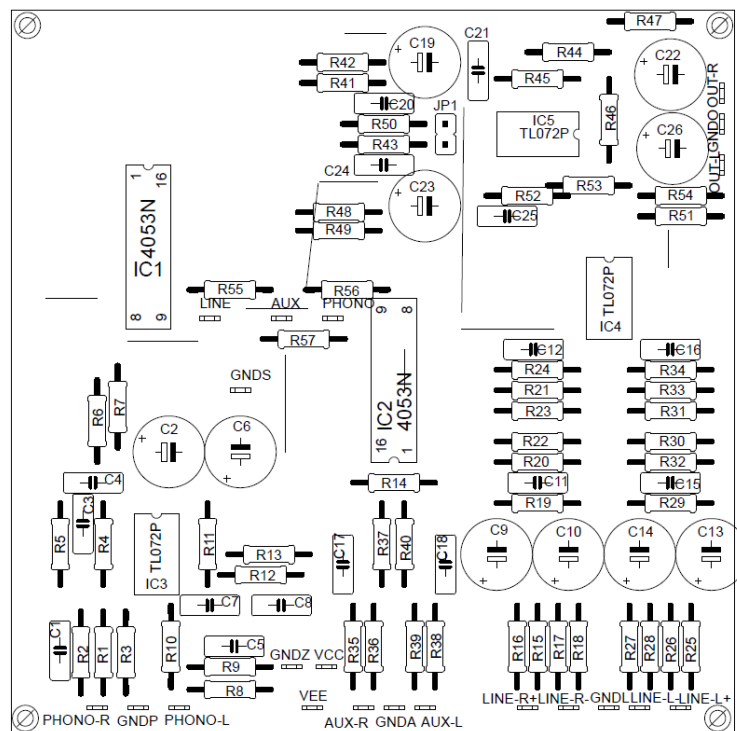 R47
C21
C19
R44
C22
R42
R41
R45
OUT-R
C20
JP1
IC5
TL072P
R46
GNDO
R50
R43
C26
C24
OUT-L
1
16
IC1
4053N
8
9
C23
R53
R52
R54
R48
C25
R51
R49
TL072P
IC4
R55
R56
LINE
AUX
PHONO
9
8
R57
IC2
4053N
16
1
C12
C16
R24
R34
GNDS
R21
R33
R6
R7
R23
R31
C2
C6
R22
R30
R20
R32
C4
R14
C11
C15
R19
R29
C3
R5
R4
TL072P
IC3
R11
R13
R12
C17
R37
R40
C18
C9
C10
C14
C13
C7
C8
C1
R2
R1
R3
R10
C5
R9
R8
GNDZ
VCC
R35
R36
R39
R38
R16
R15
R17
R18
R27
R28
R26
R25
VEE
LINE-R+
LINE-R-
GNDL
LINE-L-
LINE-L+
PHONO-R
GNDP
PHONO-L
AUX-R
GNDA
AUX-L